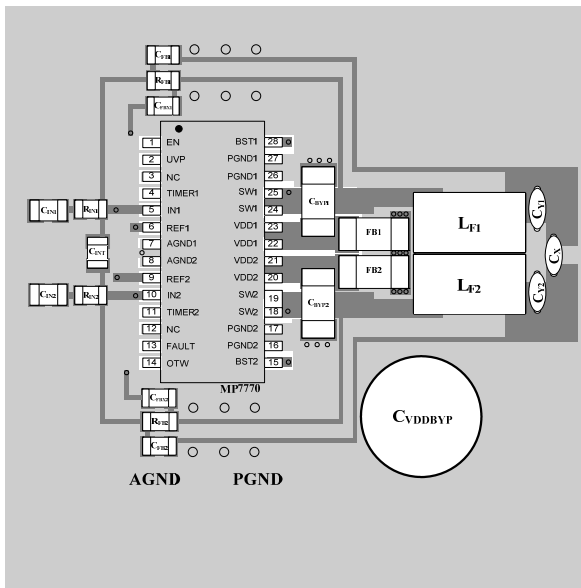 CFB1
RFB1
CFBX1
1 EN BST1 28
2 UVP PGND1 27
3 NC PGND1 26
4 TIMER1 SW1 25
5 IN1 SW1 24
6 REF1 VDD1 23
7 AGND1 VDD1 22
8 AGND2 VDD2 21
9 REF2 VDD2 20
10 IN2 SW2 19
11 TIMER2 SW2 18
12 NC PGND2 17
13 FAULT PGND2 16
14 OTW BST2 15
MP7770
CIN1
RIN1
CINT
CIN2
RIN2
CBYP1
FB1
FB2
CBYP2
LF1
LF2
CY1
CX
CY2
CFBX2
RFB2
CFB2
CVDDBYP
AGND PGND